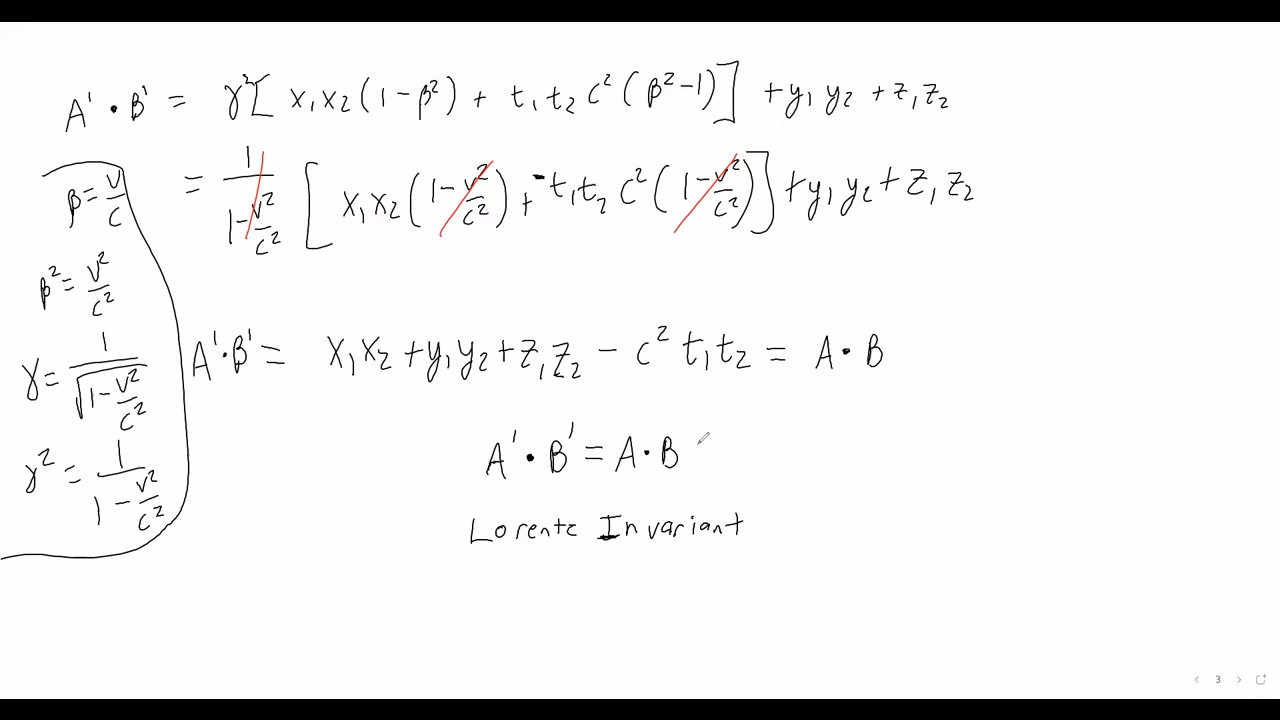 A' · B' = γ² [ x₁x₂ (1 − β²) + t₁t₂ c² (β² − 1) ] + y₁y₂ + z₁z₂
= 1/(1 − v²/c²) [ x₁x₂ (1 − v²/c²) + -t₁t₂ c² (1 − v²/c²) ] + y₁y₂ + z₁z₂
β = v/c
β² = v²/c²
γ = 1/√(1 − v²/c²)
γ² = 1/(1 − v²/c²)
A' · B' = x₁x₂ + y₁y₂ + z₁z₂ − c² t₁t₂ = A · B
A' · B' = A · B
Lorentz Invariant
3